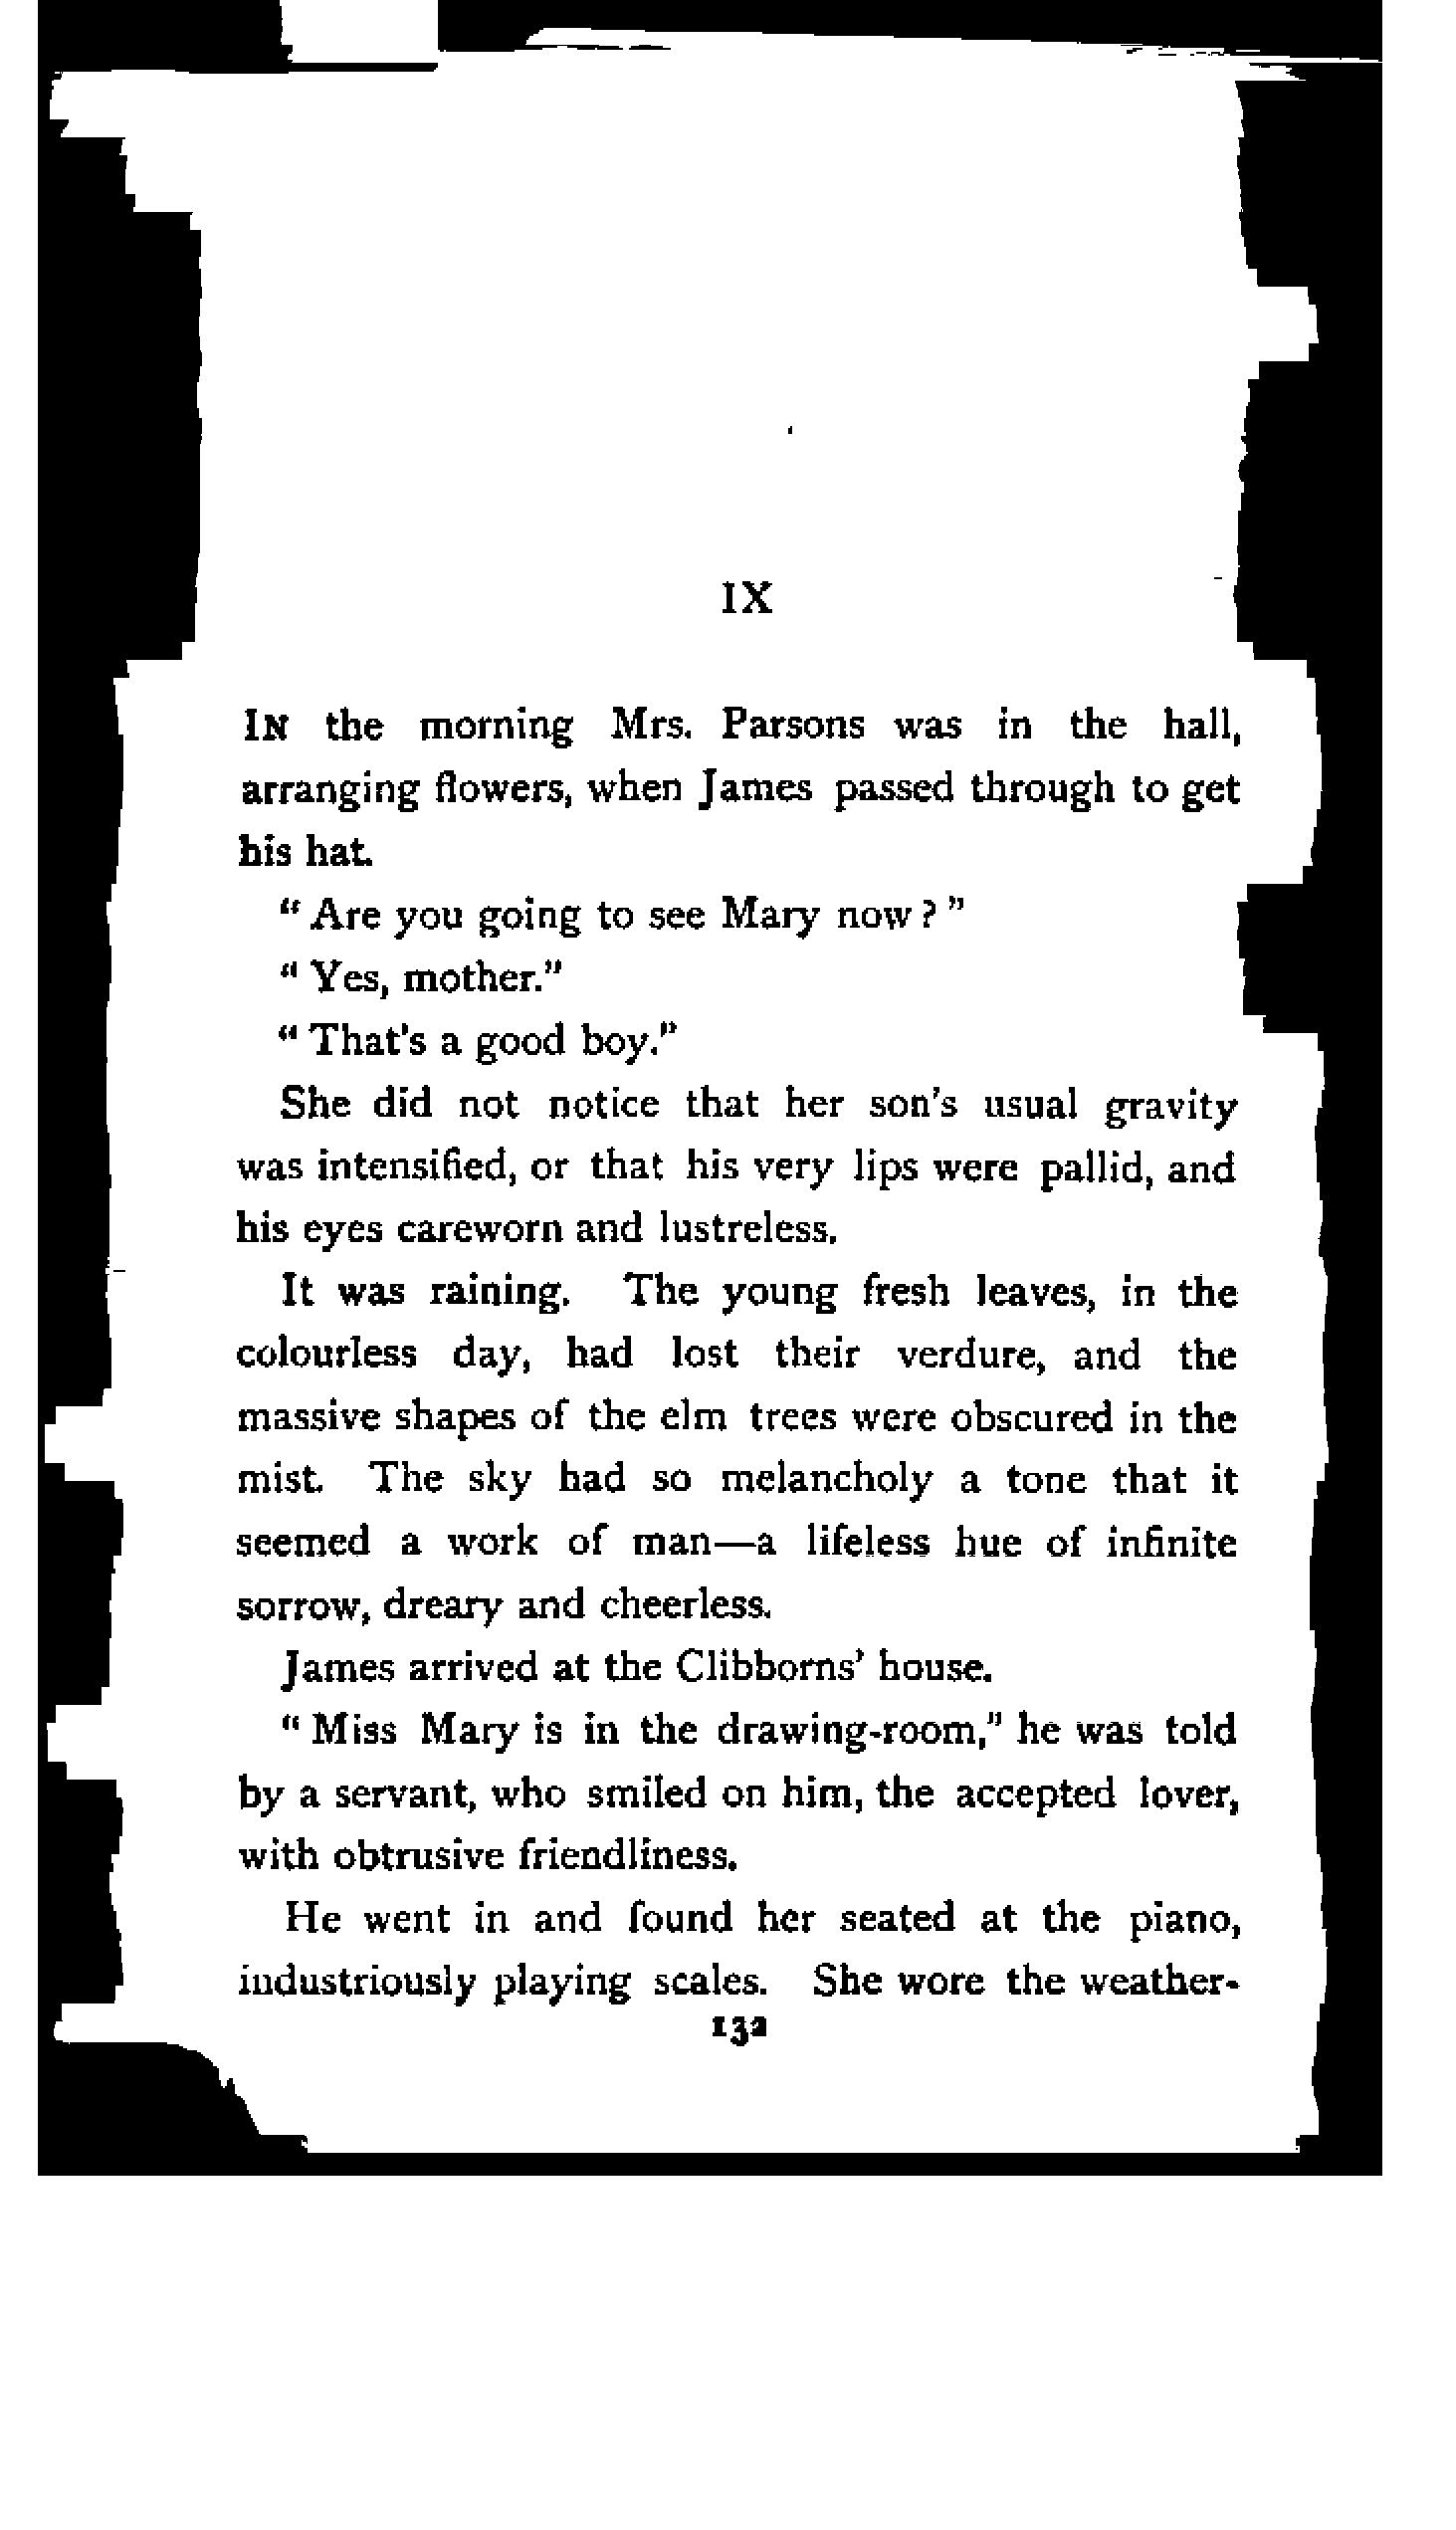 IX
IN the morning Mrs. Parsons was in the hall,
arranging flowers, when James passed through to get
his hat.
" Are you going to see Mary now ? "
" Yes, mother."
" That's a good boy."
She did not notice that her son's usual gravity
was intensified, or that his very lips were pallid, and
his eyes careworn and lustreless.
It was raining. The young fresh leaves, in the
colourless day, had lost their verdure, and the
massive shapes of the elm trees were obscured in the
mist. The sky had so melancholy a tone that it
seemed a work of man—a lifeless hue of infinite
sorrow, dreary and cheerless.
James arrived at the Clibborns' house.
" Miss Mary is in the drawing-room," he was told
by a servant, who smiled on him, the accepted lover,
with obtrusive friendliness.
He went in and found her seated at the piano,
industriously playing scales. She wore the weather-
132